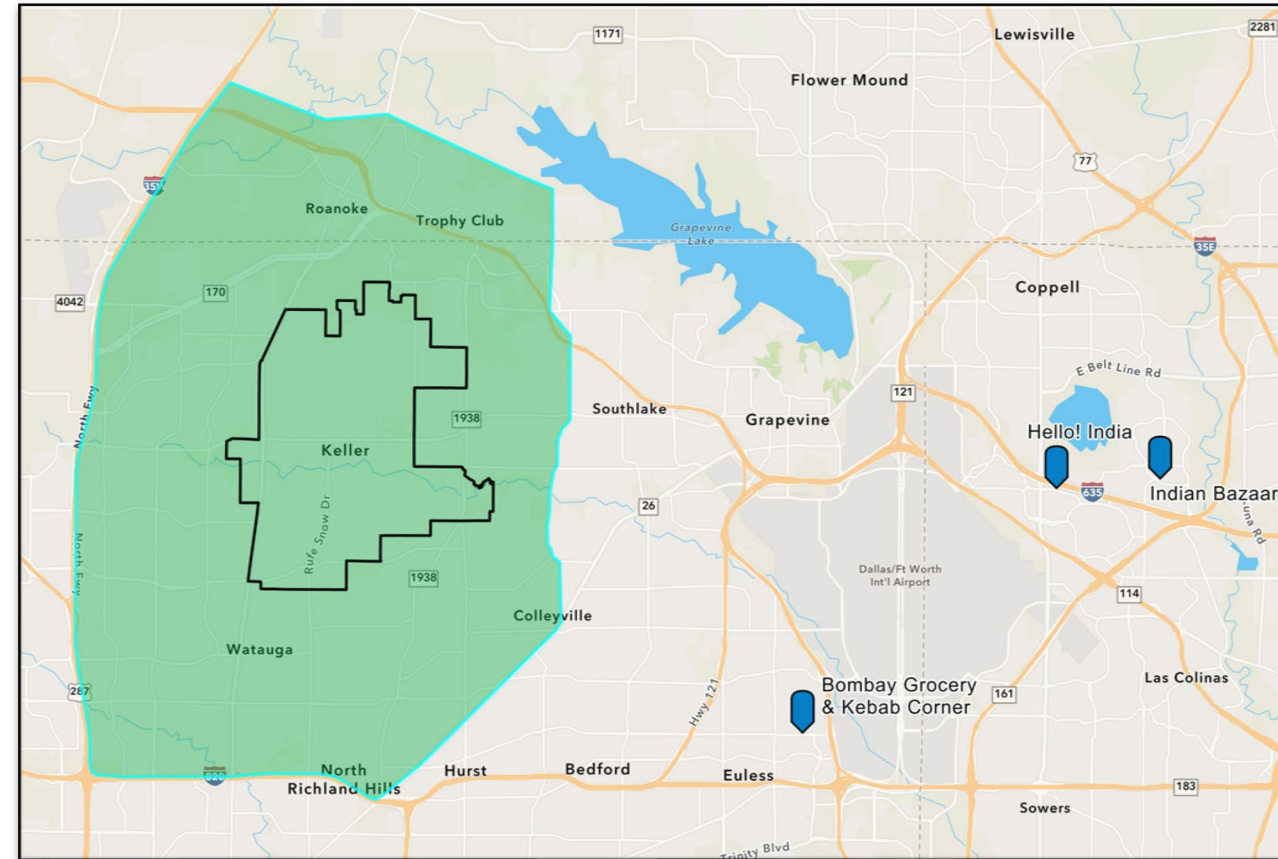 1171
Lewisville
2281
Flower Mound
77
35W
Roanoke
Trophy Club
Grapevine
Lake
35E
170
4042
Coppell
E Belt Line Rd
North Fwy
121
Southlake
Grapevine
1938
Hello! India
Keller
635
Indian Bazaar
26
Rufe Snow Dr
North Fwy
Dallas/Ft Worth
Int'l Airport
1938
114
Colleyville
Watauga
287
Las Colinas
Bombay Grocery
& Kebab Corner
161
Hwy 121
North
Richland Hills
Hurst
Bedford
Euless
820
183
Sowers
Trinity Blvd